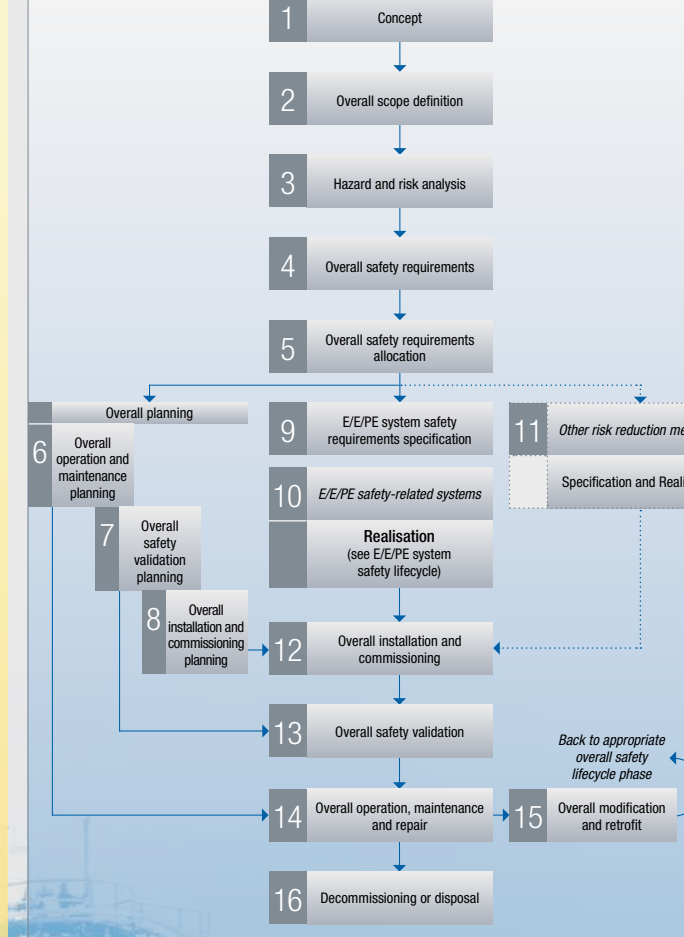 1
Concept
2
Overall scope definition
3
Hazard and risk analysis
4
Overall safety requirements
5
Overall safety requirements
allocation
Overall planning
6
Overall
operation and
maintenance
planning
7
Overall
safety
validation
planning
8
Overall
installation and
commissioning
planning
9
E/E/PE system safety
requirements specification
10
E/E/PE safety-related systems
Realisation
(see E/E/PE system
safety lifecycle)
11
Other risk reduction
Specification and
12
Overall installation and
commissioning
13
Overall safety validation
14
Overall operation, maintenance
and repair
Back to appropriate
overall safety
lifecycle phase
15
Overall modification
and retrofit
16
Decommissioning or disposal